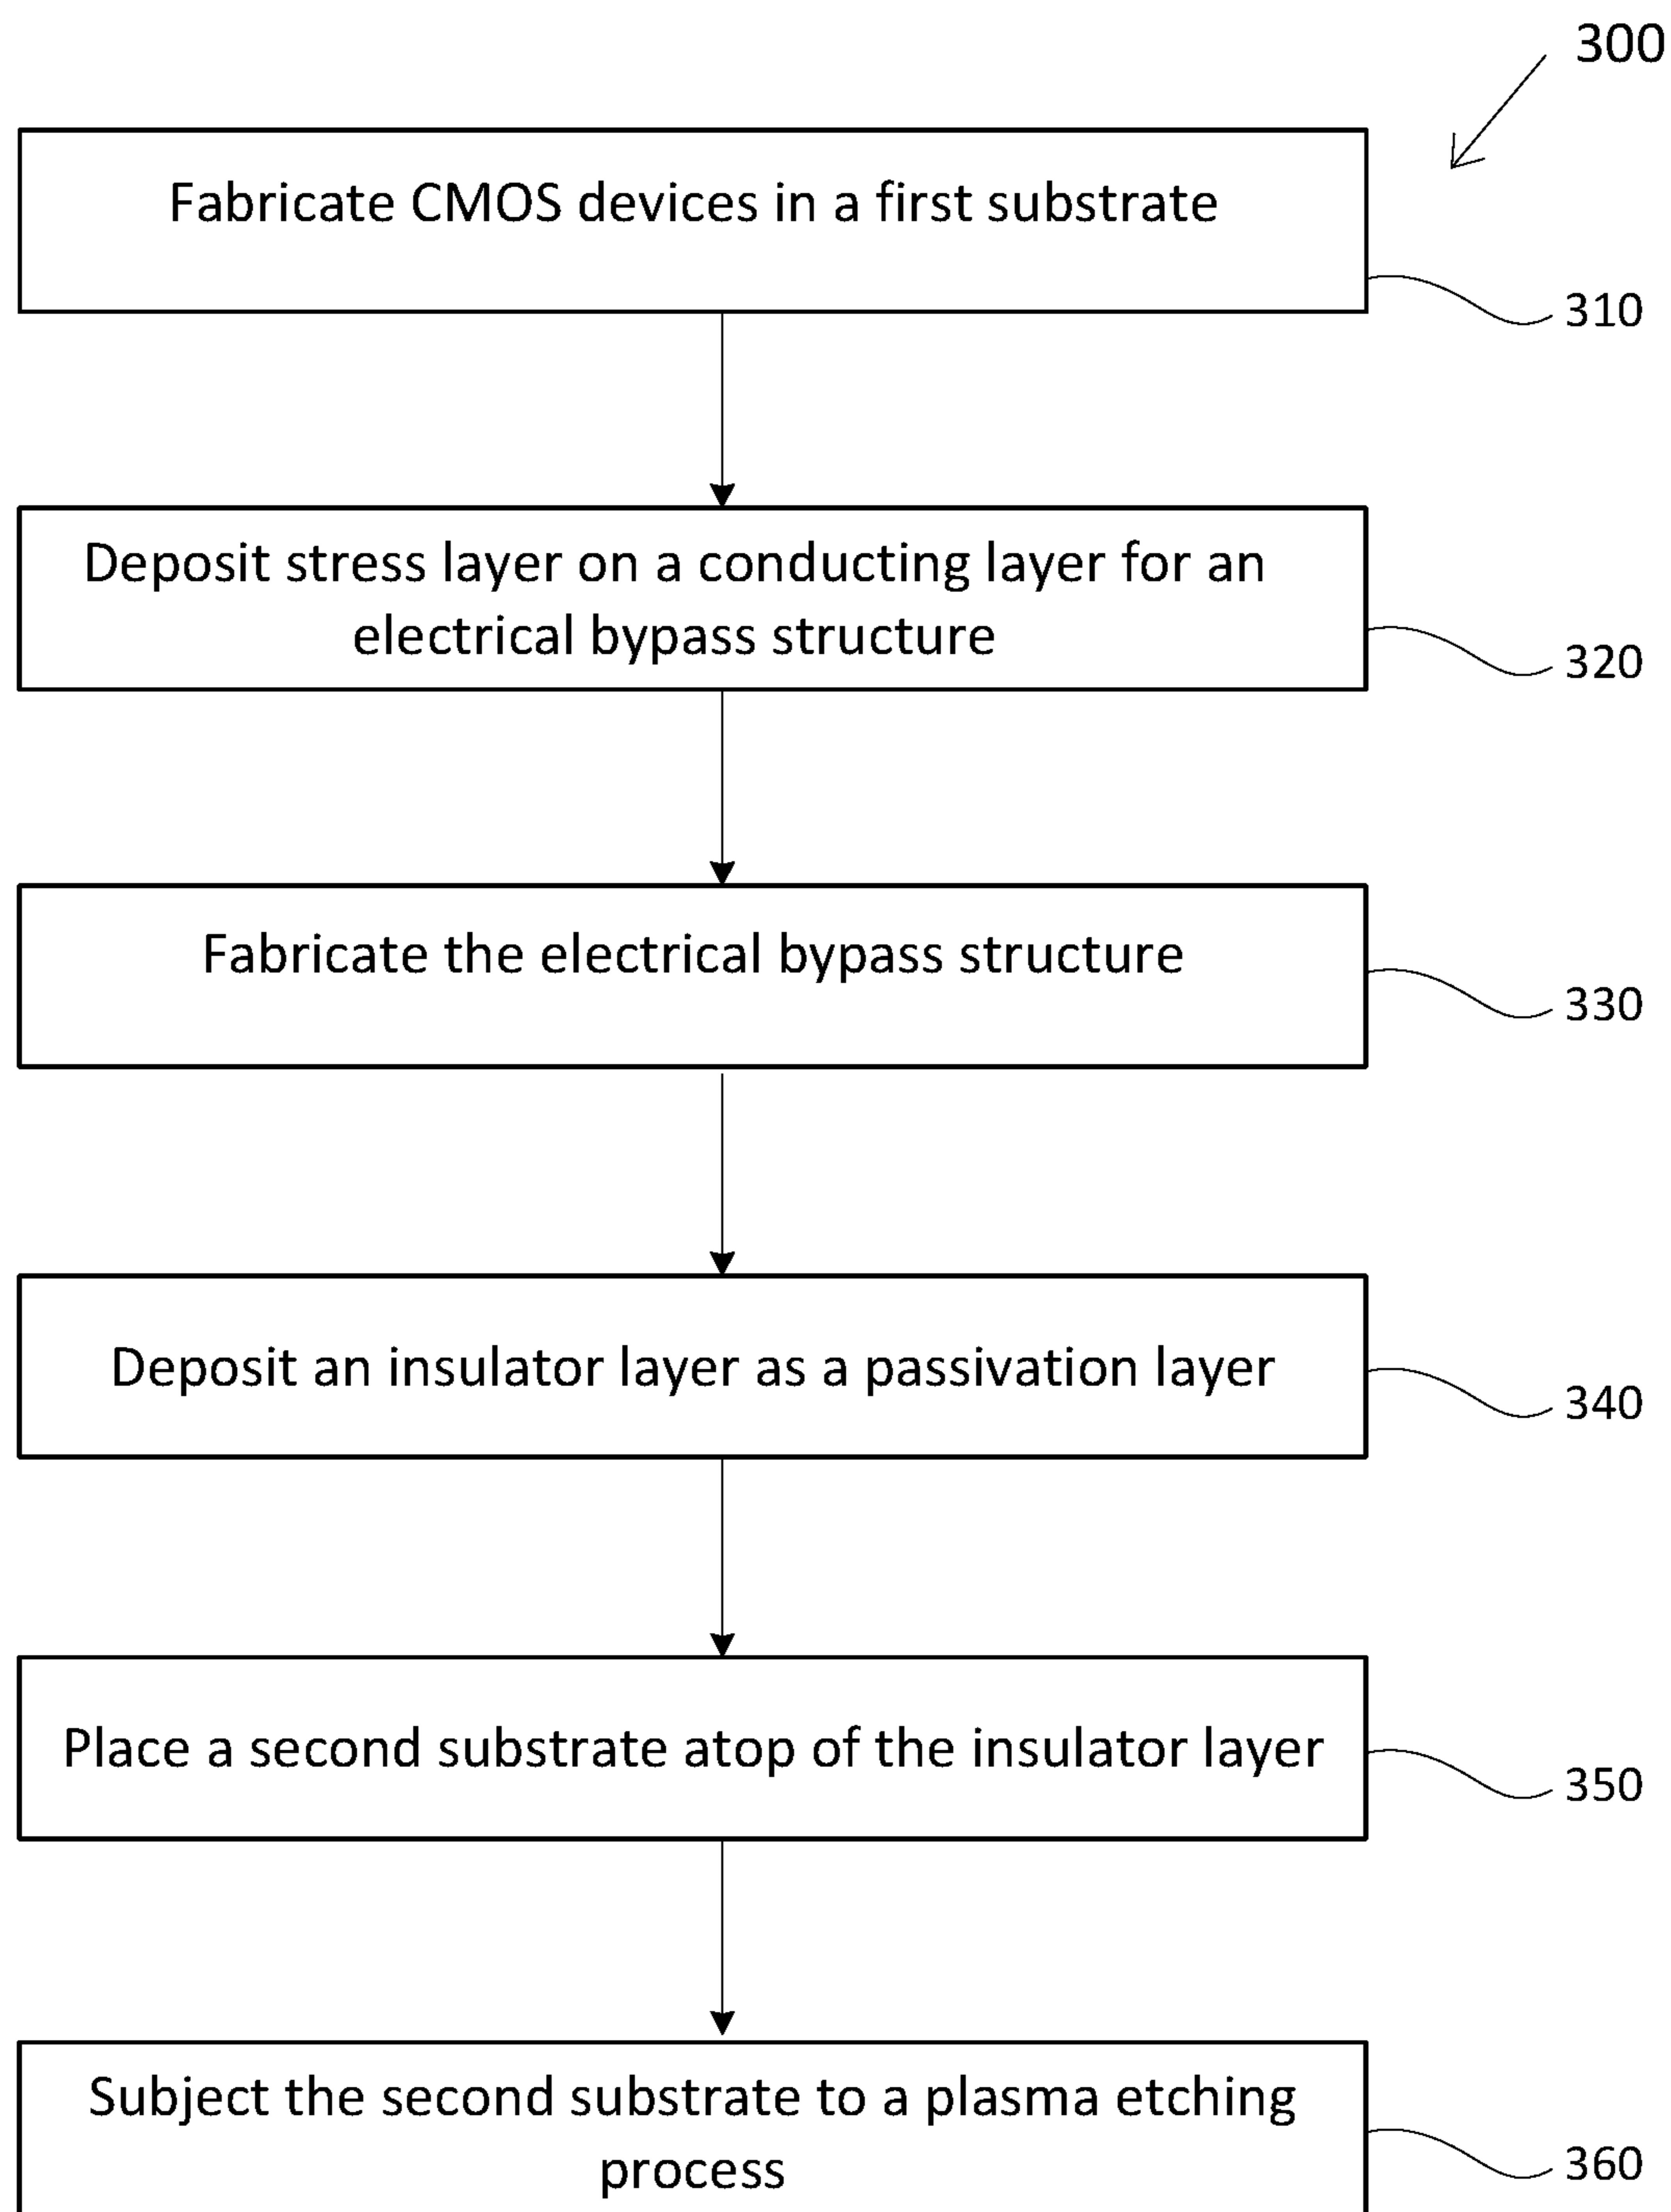 300
Fabricate CMOS devices in a first substrate
310
Deposit stress layer on a conducting layer for an
electrical bypass structure
320
Fabricate the electrical bypass structure
330
Deposit an insulator layer as a passivation layer
340
Place a second substrate atop of the insulator layer
350
Subject the second substrate to a plasma etching
process
360